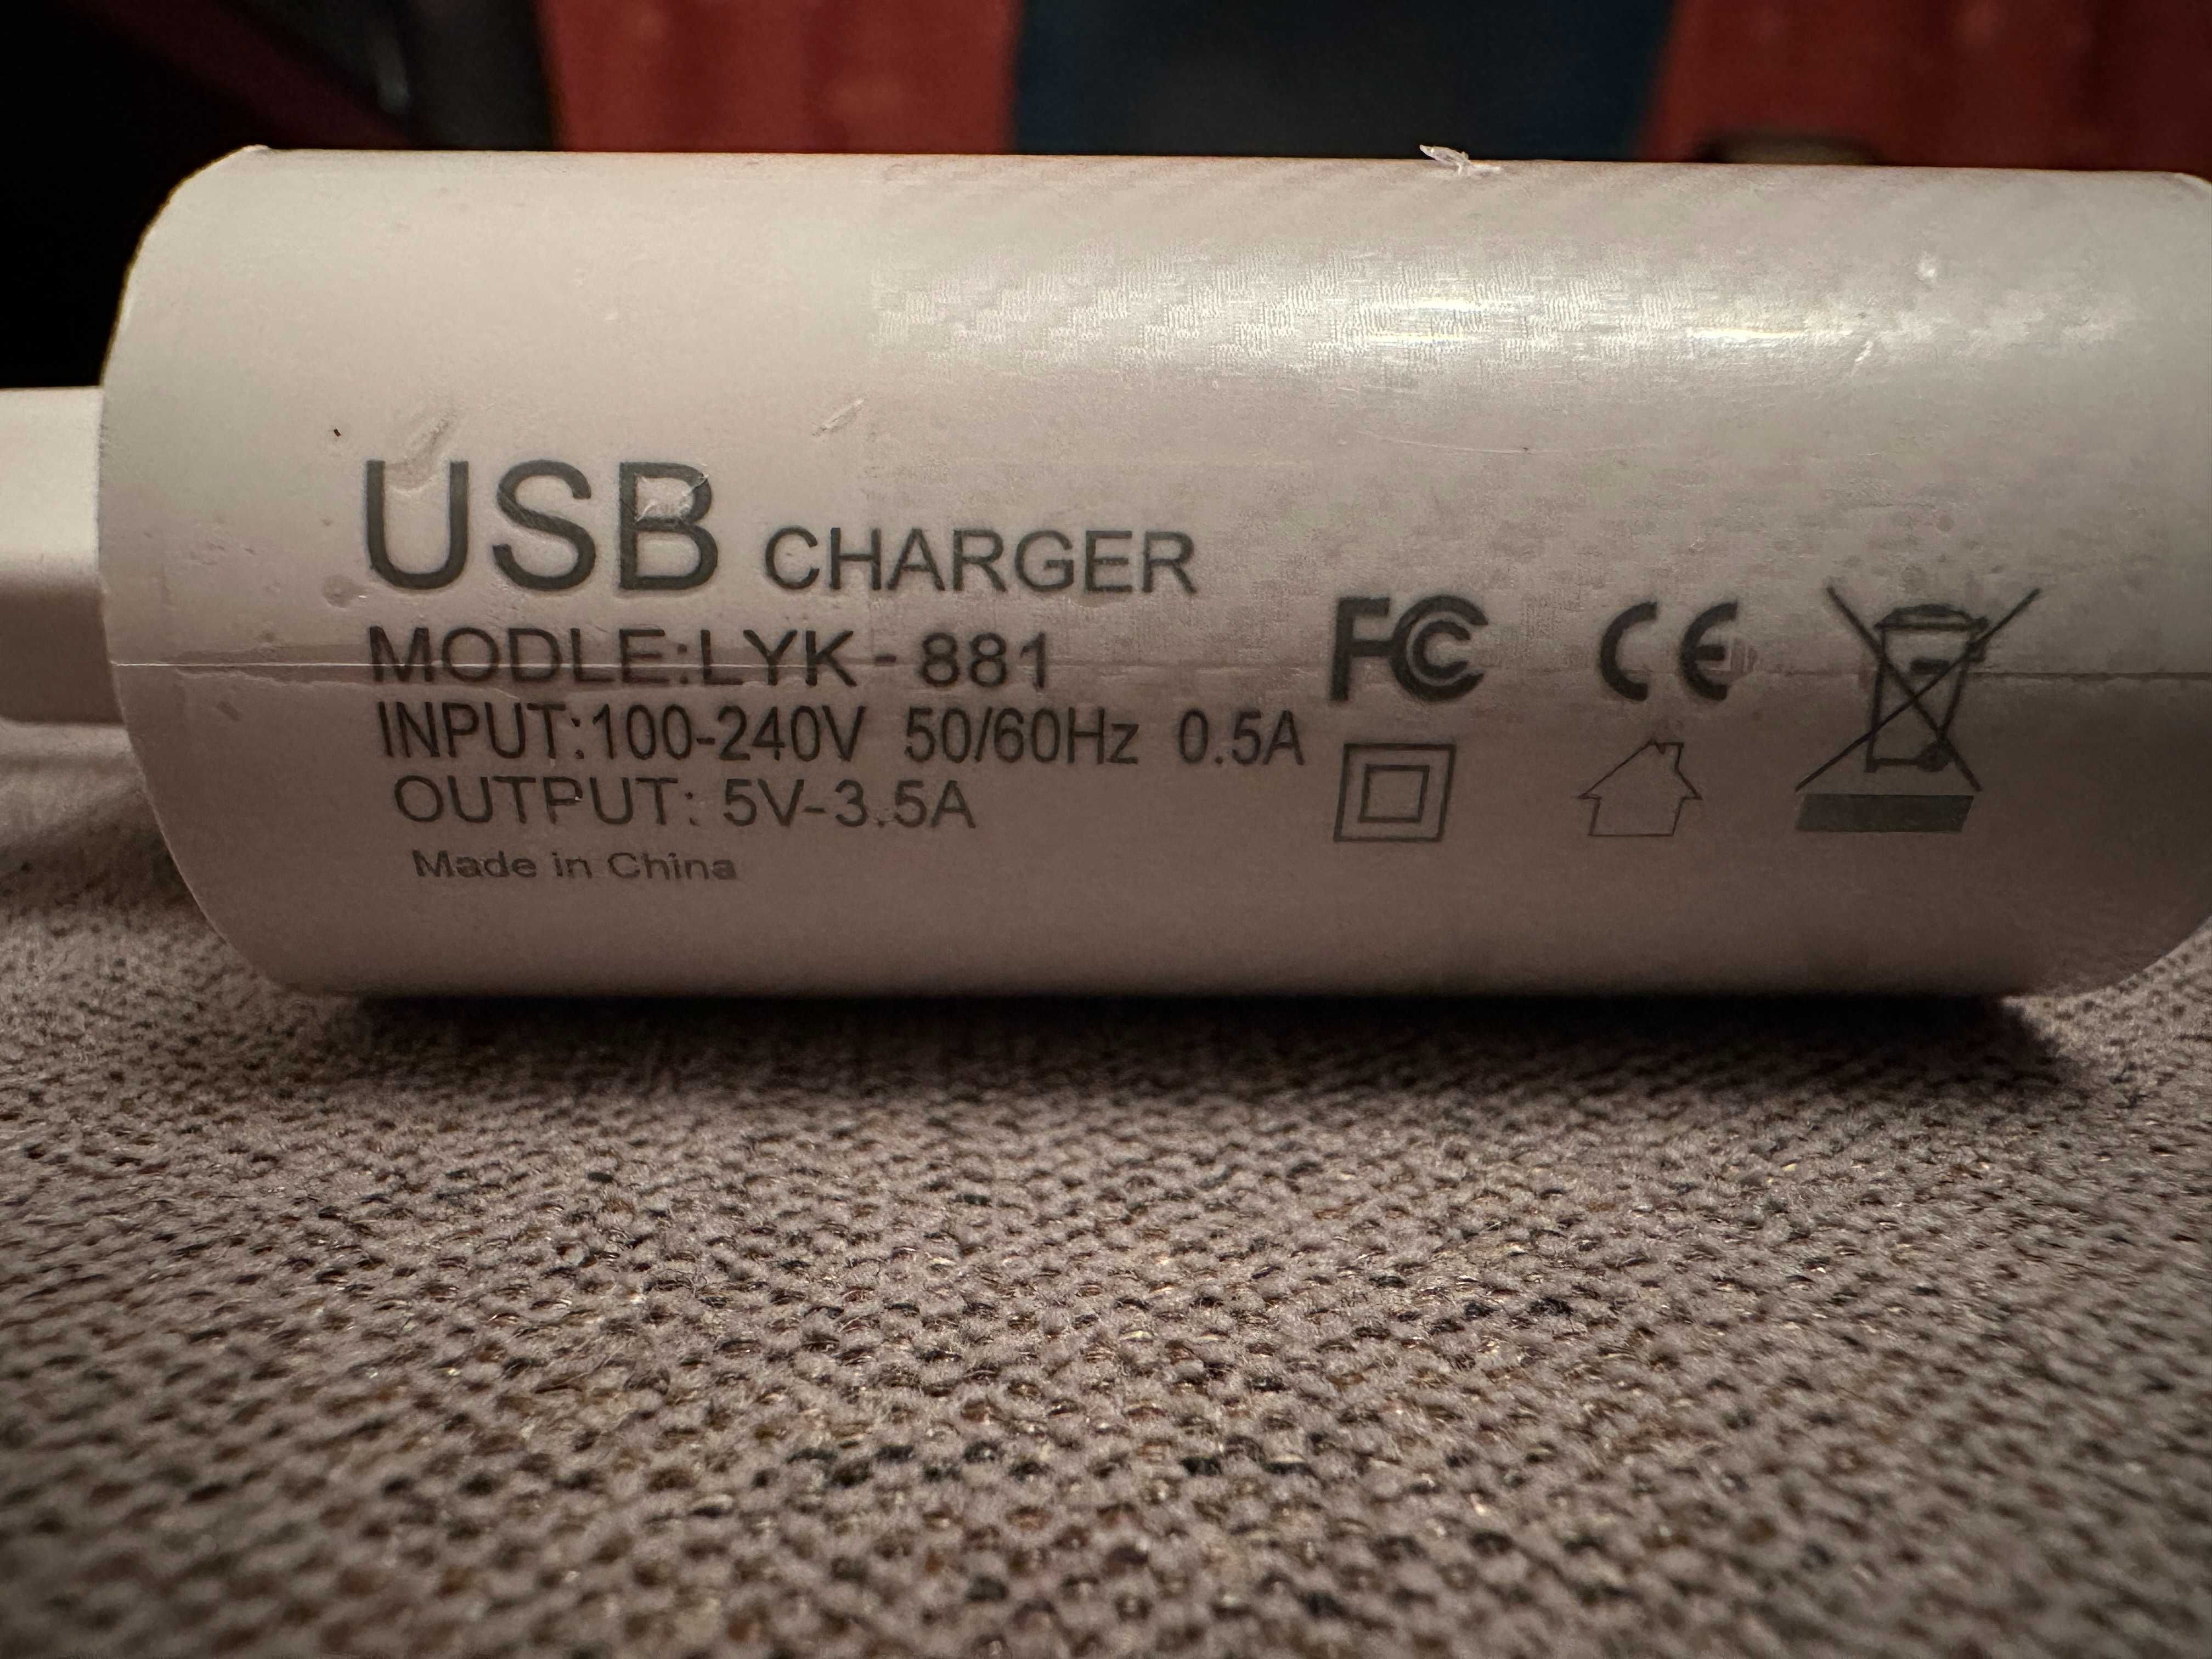 USB CHARGER
MODLE:LYK-881
INPUT:100-240V 50/60Hz 0.5A
OUTPUT: 5V-3.5A
Made in China
FC CE